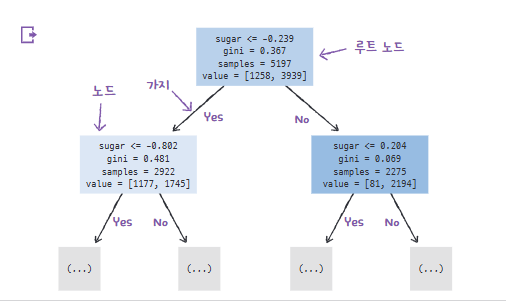 sugar <= -0.239
gini = 0.367
samples = 5197
value = [1258, 3939]
루트 노드
노드
가지
Yes
No
sugar <= -0.802
gini = 0.481
samples = 2922
value = [1177, 1745]
sugar <= 0.204
gini = 0.069
samples = 2275
value = [81, 2194]
Yes
No
Yes
No
(...)
(...)
(...)
(...)